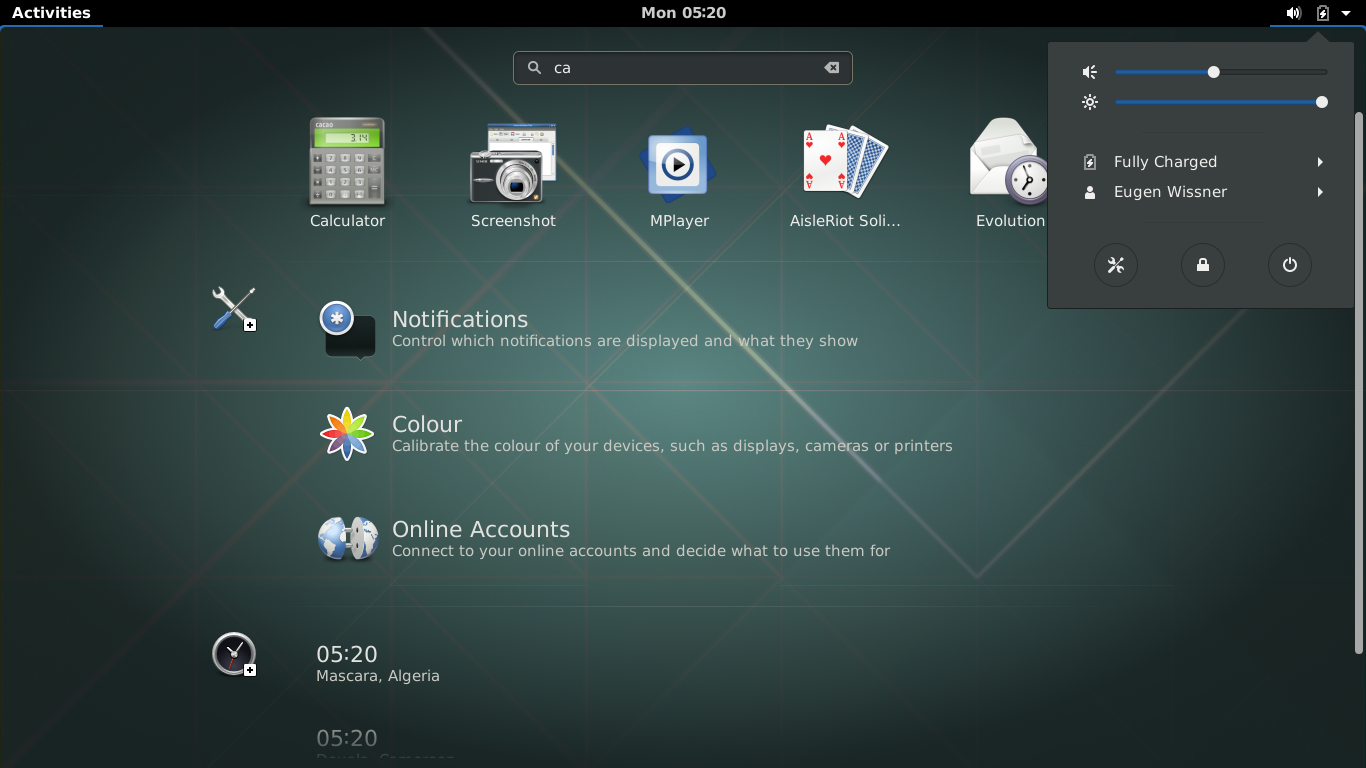 Activities
Mon 05:20
ca
Fully Charged
Eugen Wissner
cacao
3.14
Calculator
Screenshot
MPlayer
AisleRiot Soli...
Evolution
Notifications
Control which notifications are displayed and what they show
Colour
Calibrate the colour of your devices, such as displays, cameras or printers
Online Accounts
Connect to your online accounts and decide what to use them for
05:20
Mascara, Algeria
05:20